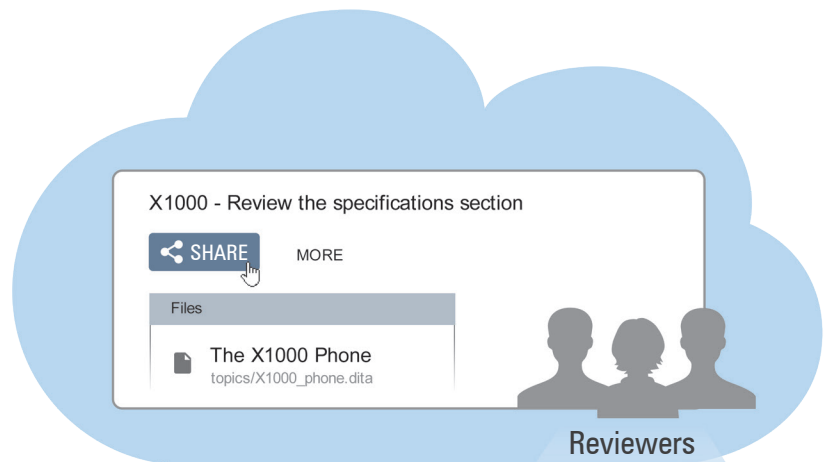 X1000 - Review the specifications section
SHARE MORE
Files
The X1000 Phone
topics/X1000_phone.dita
Reviewers